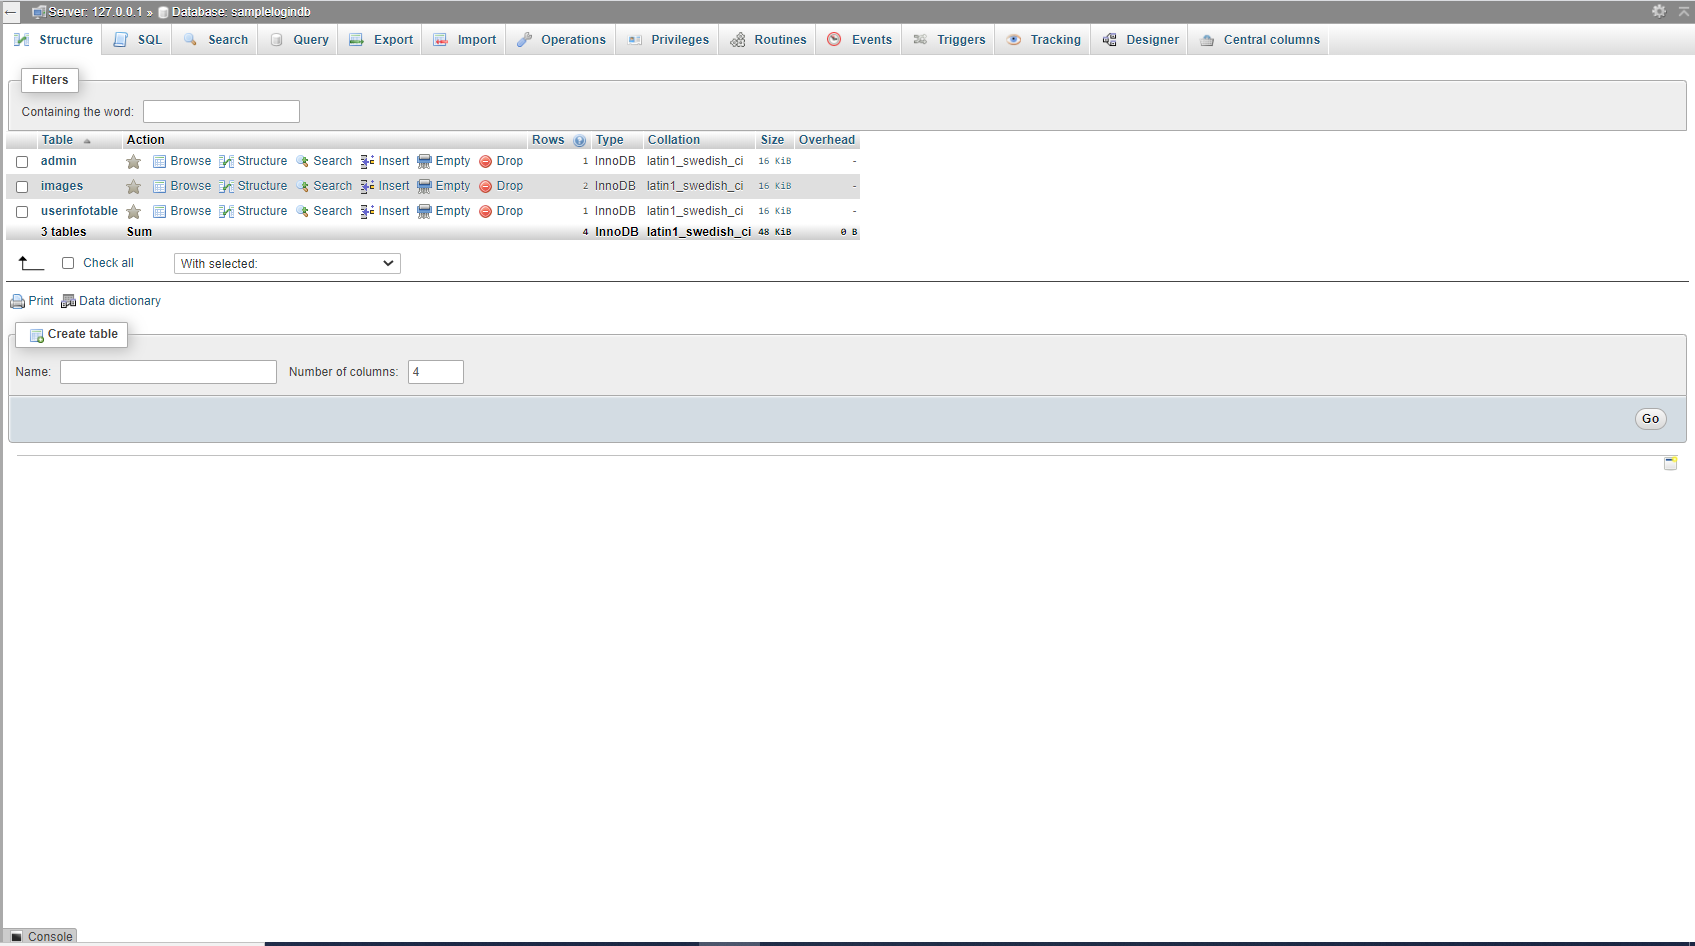 Server: 127.0.0.1 » Database: samplelogindb
Structure SQL Search Query Export Import Operations Privileges Routines Events Triggers Tracking Designer Central columns
Filters
Containing the word:
Table Action Rows Type Collation Size Overhead
admin Browse Structure Search Insert Empty Drop 1 InnoDB latin1_swedish_ci 16 KiB -
images Browse Structure Search Insert Empty Drop 2 InnoDB latin1_swedish_ci 16 KiB -
userinfotable Browse Structure Search Insert Empty Drop 1 InnoDB latin1_swedish_ci 16 KiB -
3 tables Sum 4 InnoDB latin1_swedish_ci 48 KiB 0 B
Check all With selected:
Print Data dictionary
Create table
Name: Number of columns: 4
Go
Console